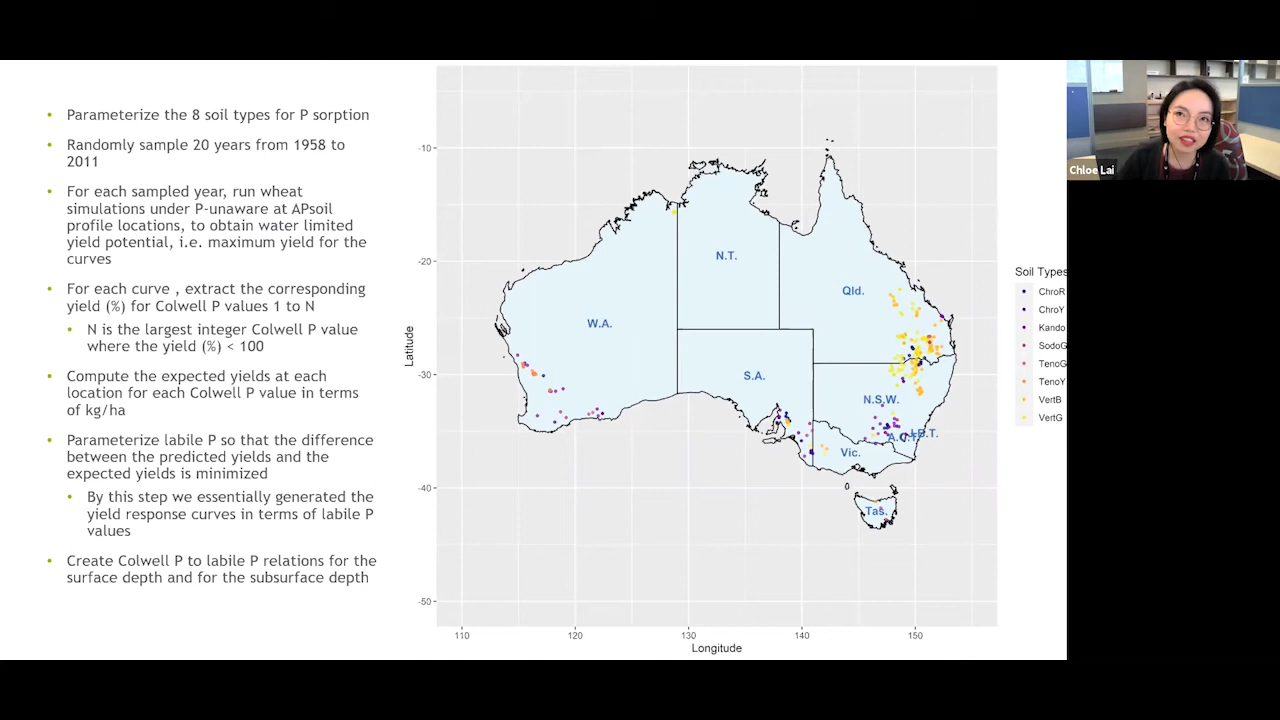 • Parameterize the 8 soil types for P sorption
• Randomly sample 20 years from 1958 to
2011
• For each sampled year, run wheat
simulations under P-unaware at APsoil
profile locations, to obtain water limited
yield potential, i.e. maximum yield for the
curves
• For each curve , extract the corresponding
yield (%) for Colwell P values 1 to N
• N is the largest integer Colwell P value
where the yield (%) < 100
• Compute the expected yields at each
location for each Colwell P value in terms
of kg/ha
• Parameterize labile P so that the difference
between the predicted yields and the
expected yields is minimized
• By this step we essentially generated the
yield response curves in terms of labile P
values
• Create Colwell P to labile P relations for the
surface depth and for the subsurface depth
Latitude
-10
-20
-30
-40
-50
N.T.
Qld.
W.A.
S.A.
N.S.W.
A.C.T.
J.B.T.
Vic.
Tas.
110
120
130
140
150
Longitude
Soil Types
ChroR
ChroY
Kando
SodoG
TenoG
TenoY
VertB
VertG
Chloe Lai